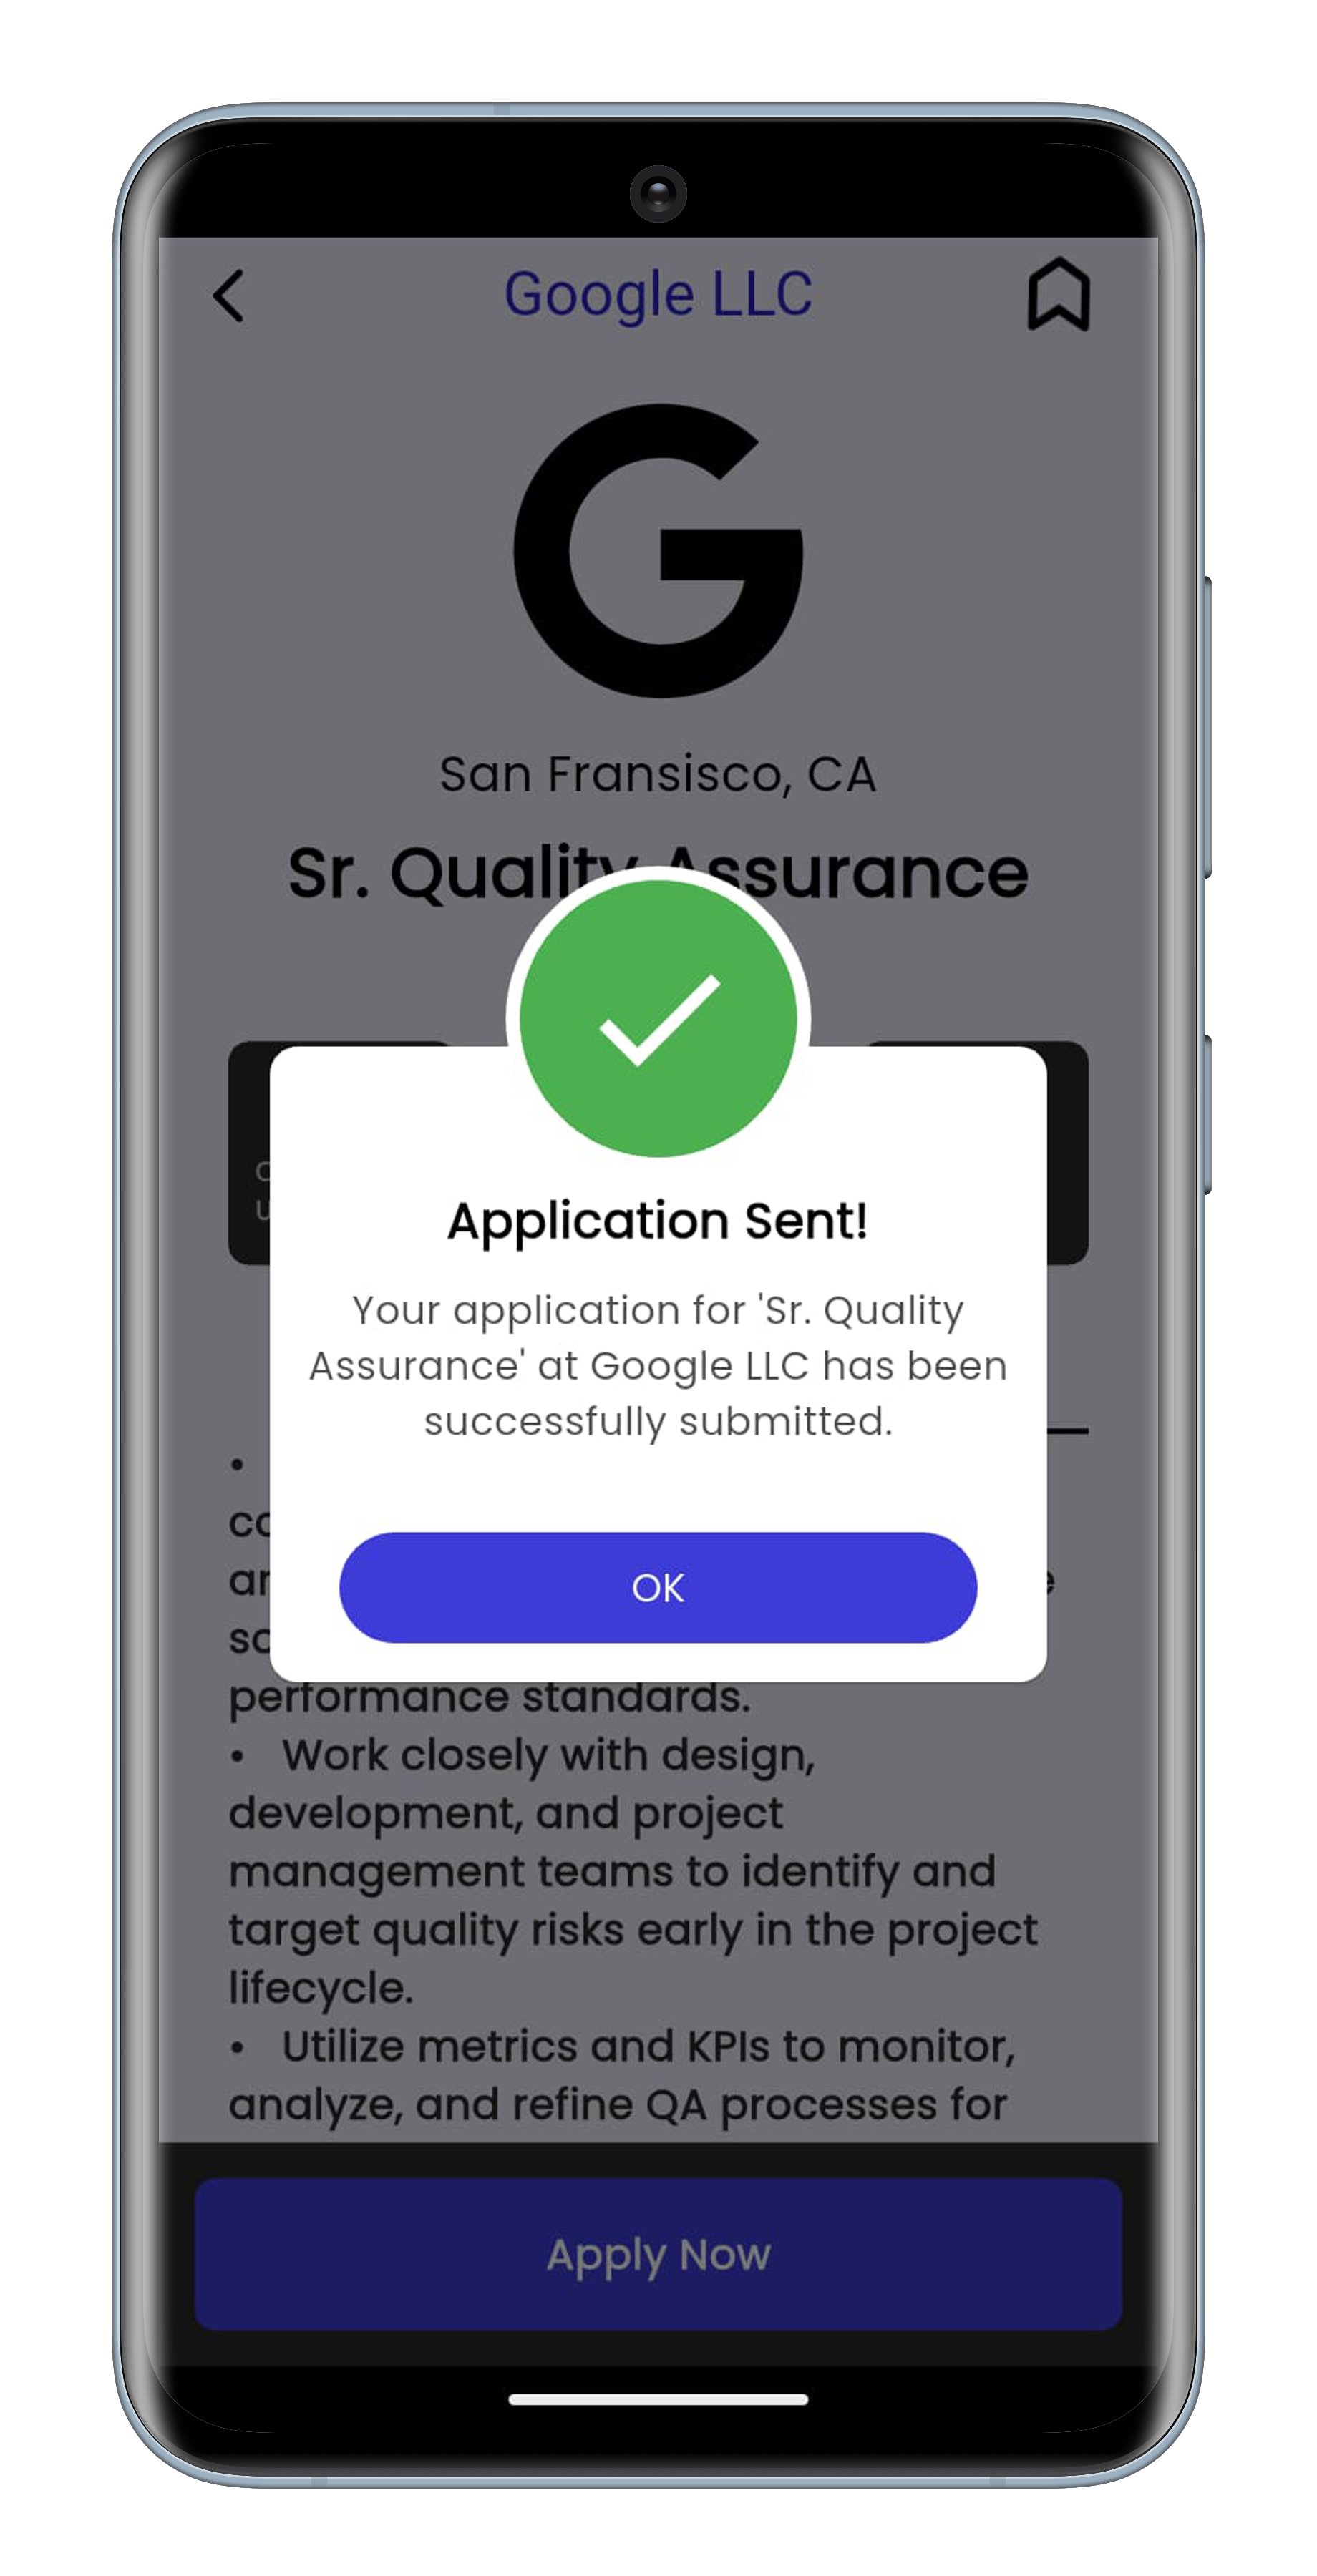 Google LLC
San Fransisco, CA
Sr. Quality Assurance
Application Sent!
Your application for 'Sr. Quality
Assurance' at Google LLC has been
successfully submitted.
OK
performance standards.
• Work closely with design,
development, and project
management teams to identify and
target quality risks early in the project
lifecycle.
• Utilize metrics and KPIs to monitor,
analyze, and refine QA processes for
Apply Now